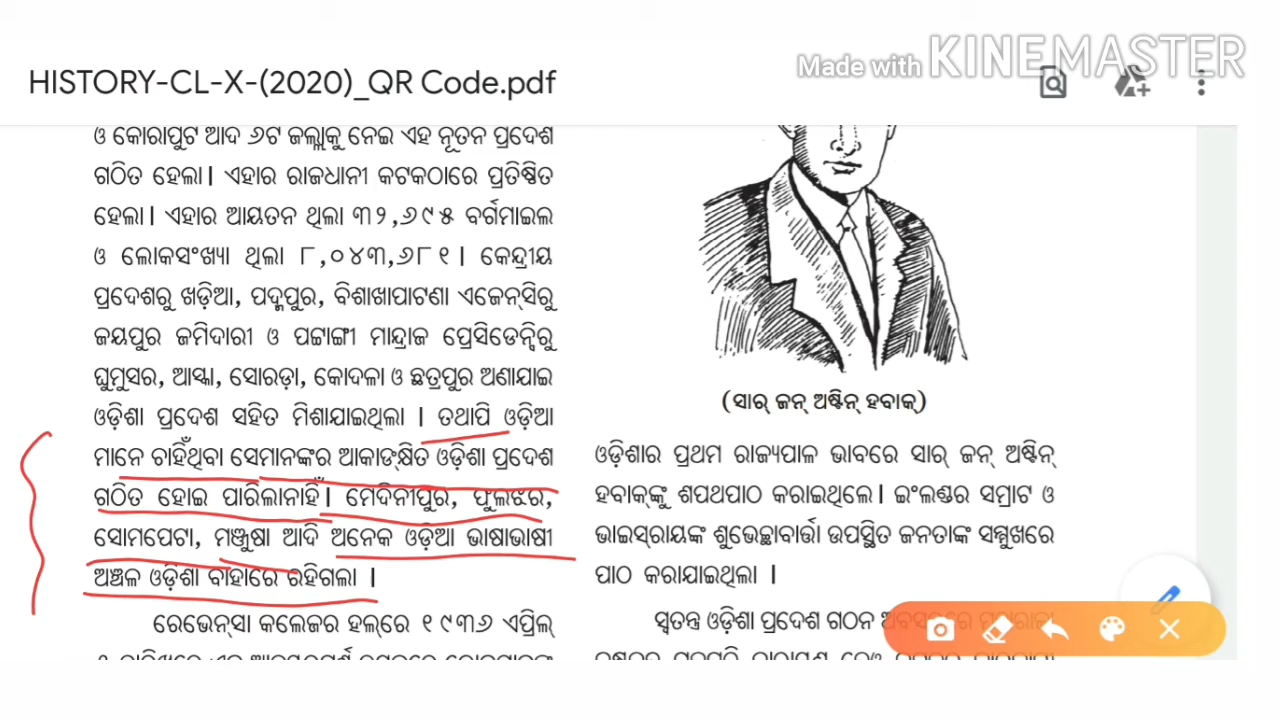 Made with KINEMASTER
HISTORY-CL-X-(2020)_QR Code.pdf
ଓ କୋରାପୁଟ ଆଦି ୬ଟି ଜିଲ୍ଲାକୁ ନେଇ ଏହି ନୂତନ ପ୍ରଦେଶ
ଗଠିତ ହେଲା । ଏହାର ରାଜଧାନୀ କଟକଠାରେ ପ୍ରତିଷ୍ଠିତ
ହେଲା । ଏହାର ଆୟତନ ଥିଲା ୩୨,୬୯୫ ବର୍ଗମାଇଲ
ଓ ଲୋକସଂଖ୍ୟା ଥିଲା ୮,୦୪୩,୬୮୧ । କେନ୍ଦ୍ରୀୟ
ପ୍ରଦେଶରୁ ଖଡ଼ିଆ, ପଦ୍ମପୁର, ବିଶାଖାପାଟଣା ଏଜେନ୍‌ସିରୁ
ଜୟପୁର ଜମିଦାରୀ ଓ ପଟ୍ଟାଙ୍ଗୀ ମାନ୍ଦ୍ରାଜ ପ୍ରେସିଡେନ୍ସିରୁ
ଘୁମୁସର, ଆସ୍କା, ସୋରଡ଼ା, କୋଦଳା ଓ ଛତ୍ରପୁର ଅଣାଯାଇ
ଓଡ଼ିଶା ପ୍ରଦେଶ ସହିତ ମିଶାଯାଇଥିଲା । ତଥାପି ଓଡ଼ିଆ
ମାନେ ଚାହିଁଥିବା ସେମାନଙ୍କର ଆକାଙ୍‌କ୍ଷିତ ଓଡ଼ିଶା ପ୍ରଦେଶ
ଗଠିତ ହୋଇ ପାରିଲାନାହିଁ । ମେଦିନୀପୁର, ଫୁଲଝର,
ସୋମପେଟା, ମଞ୍ଜୁଷା ଆଦି ଅନେକ ଓଡ଼ିଆ ଭାଷାଭାଷୀ
ଅଞ୍ଚଳ ଓଡ଼ିଶା ବାହାରେ ରହିଗଲା ।
ରେଭେନ୍‌ସା କଲେଜର ହଲ୍‌ରେ ୧୯୩୬ ଏପ୍ରିଲ୍
(ସାର୍ ଜନ୍ ଅଷ୍ଟିନ୍ ହବାକ୍)
ଓଡ଼ିଶାର ପ୍ରଥମ ରାଜ୍ୟପାଳ ଭାବରେ ସାର୍ ଜନ୍ ଅଷ୍ଟିନ୍
ହବାକ୍‌ଙ୍କୁ ଶପଥପାଠ କରାଇଥିଲେ । ଇଂଲଣ୍ଡର ସମ୍ରାଟ ଓ
ଭାଇସ୍‌ରାୟଙ୍କ ଶୁଭେଚ୍ଛାବାର୍ତ୍ତା ଉପସ୍ଥିତ ଜନତାଙ୍କ ସମ୍ମୁଖରେ
ପାଠ କରାଯାଇଥିଲା ।
ସ୍ୱତନ୍ତ୍ର ଓଡ଼ିଶା ପ୍ରଦେଶ ଗଠନ